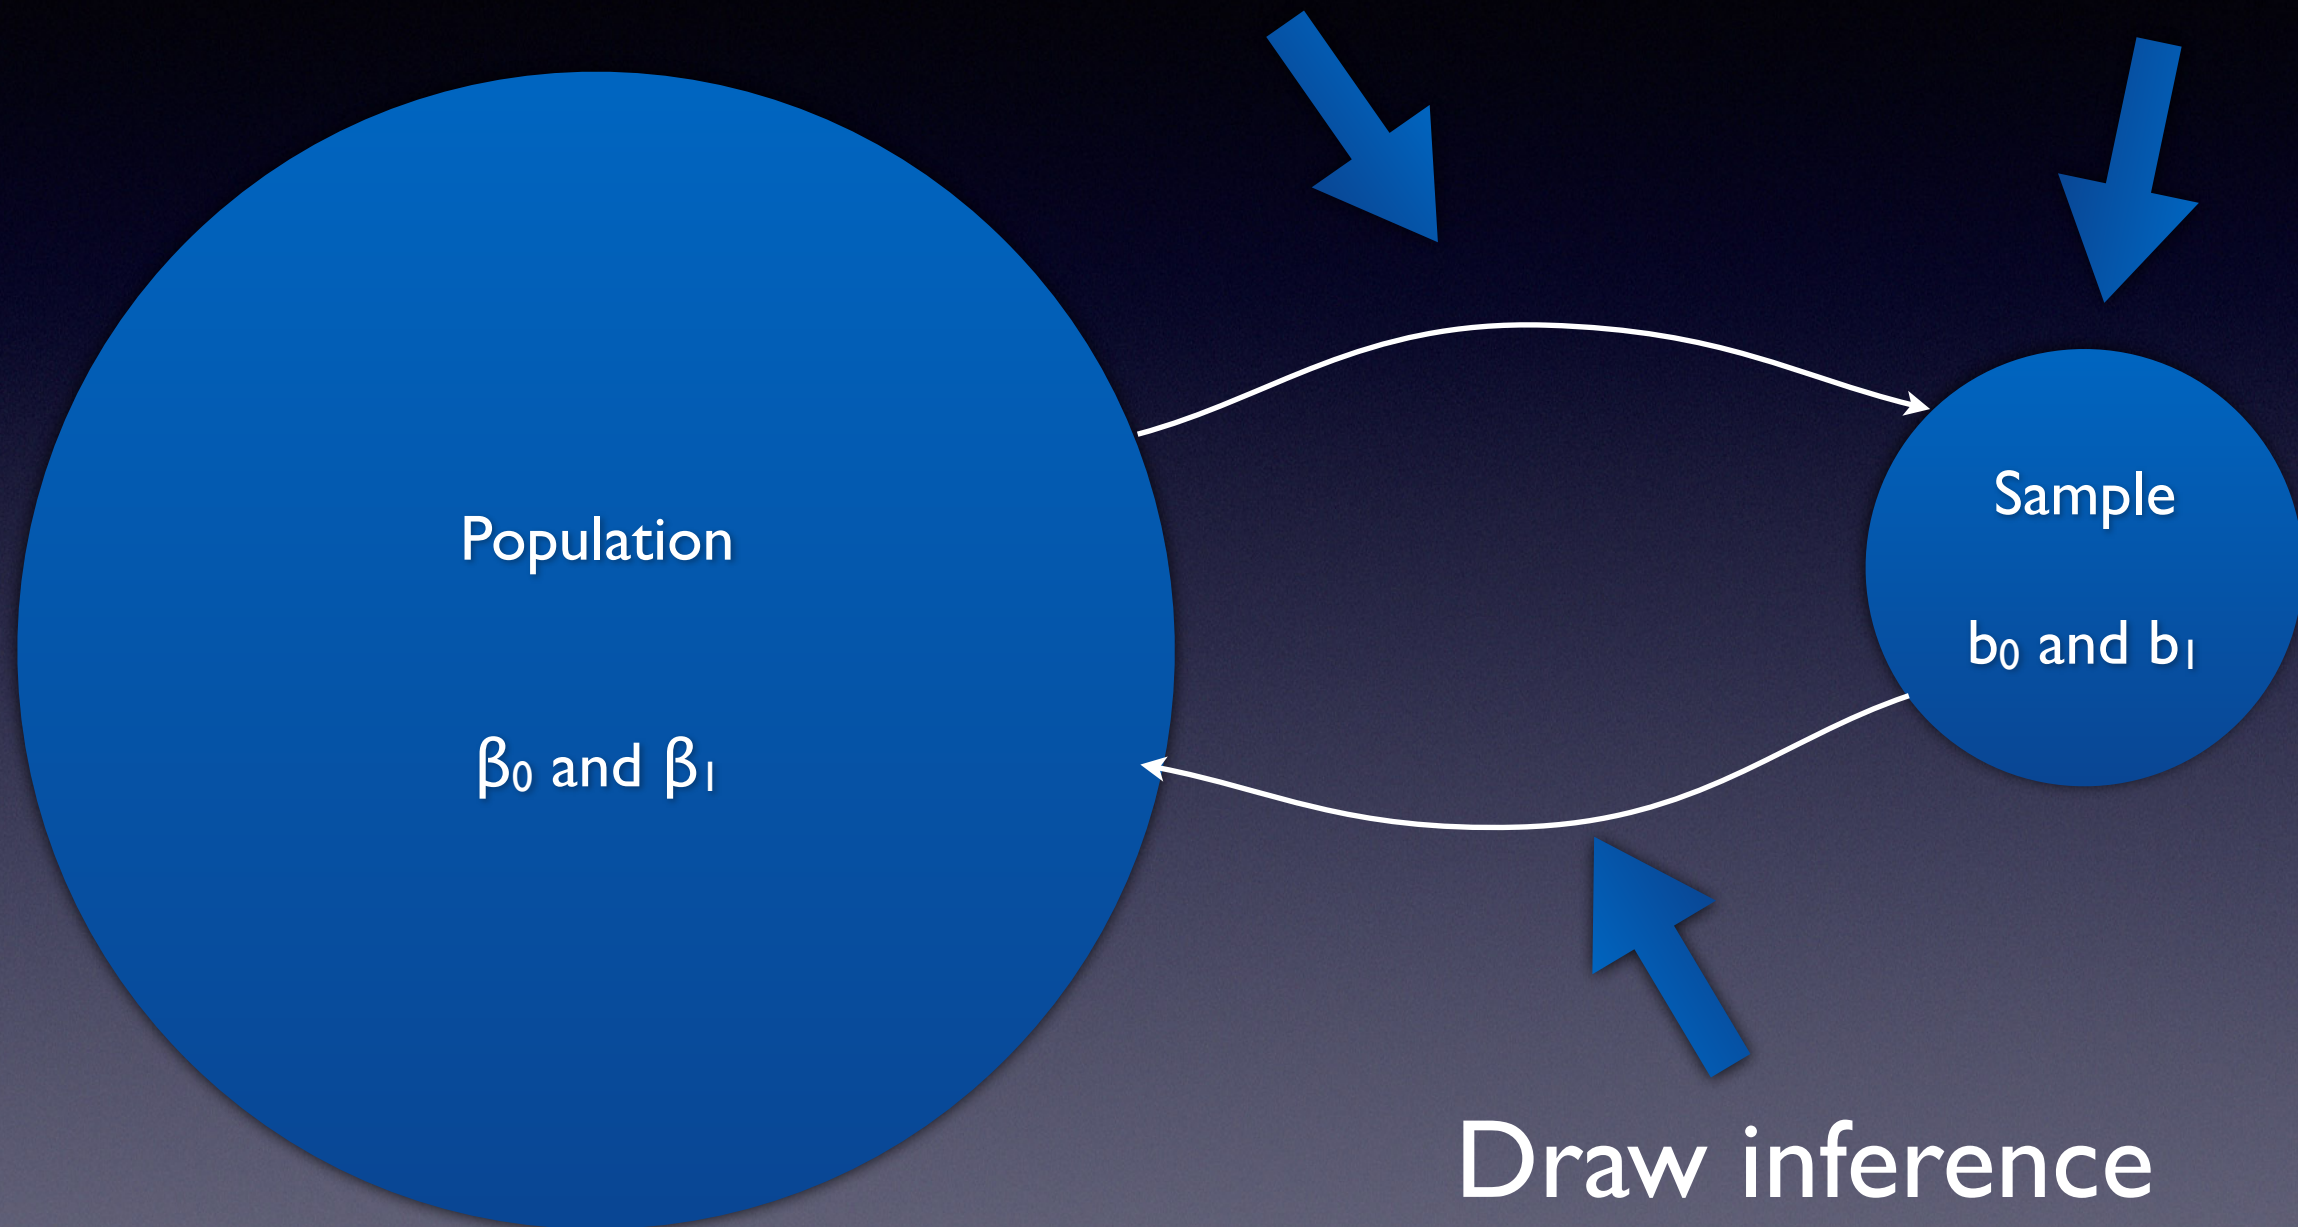 Population
β₀ and β₁
Sample
b₀ and b₁
Draw inference